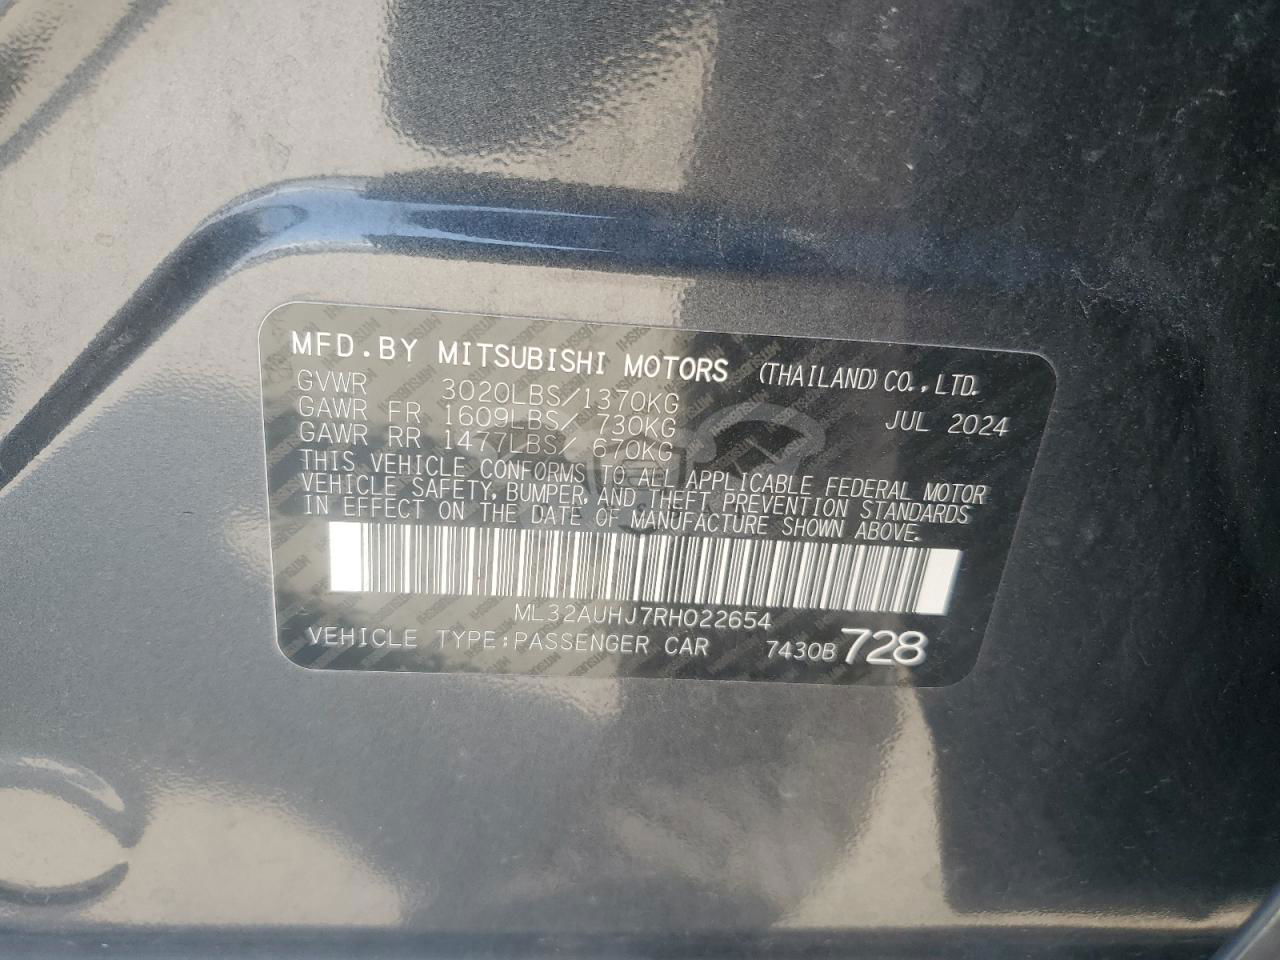 MFD.BY MITSUBISHI MOTORS (THAILAND) CO.,LTD.
GVWR 3020LBS/1370KG JUL 2024
GAWR FR 1609LBS/ 730KG
GAWR RR 1477LBS/ 670KG
THIS VEHICLE CONFORMS TO ALL APPLICABLE FEDERAL MOTOR
VEHICLE SAFETY, BUMPER, AND THEFT PREVENTION STANDARDS
IN EFFECT ON THE DATE OF MANUFACTURE SHOWN ABOVE.
ML32AUHJ7RH022654
VEHICLE TYPE:PASSENGER CAR 7430B 728